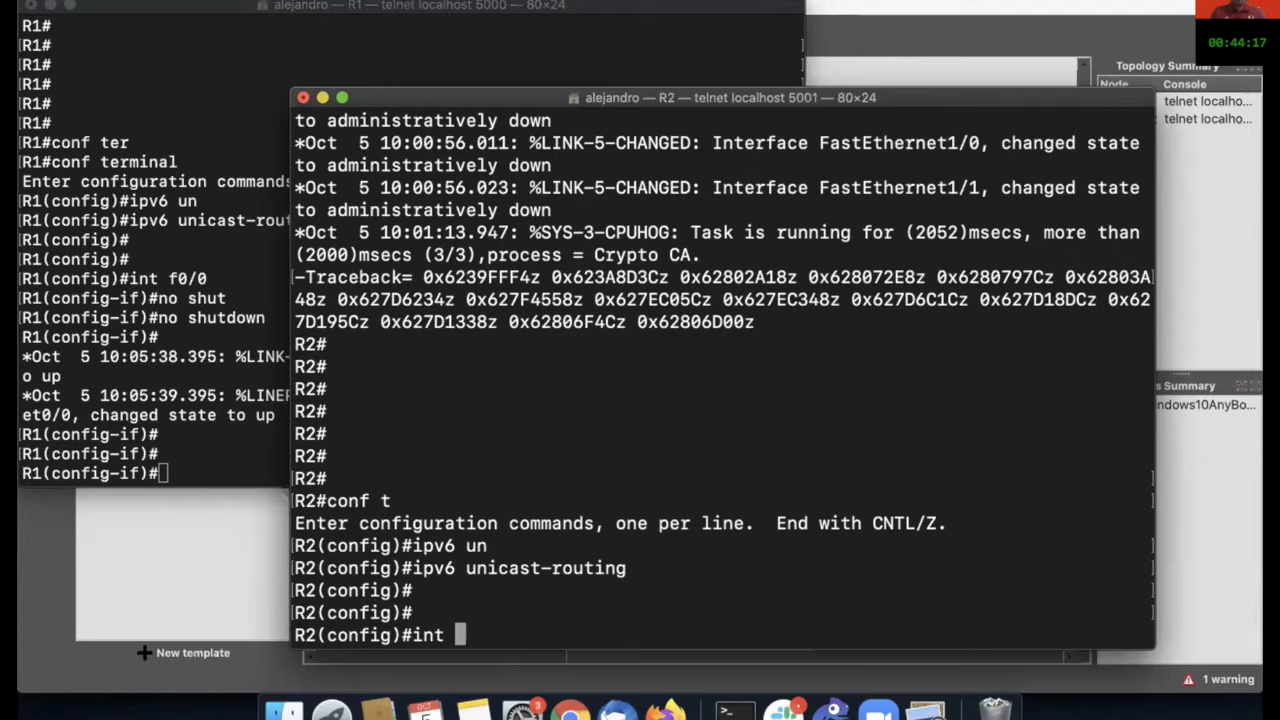 alejandro — R1 — telnet localhost 5000 — 80×24
R1#
R1#
R1#
R1#
R1#
R1#
R1#conf ter
R1#conf terminal
Enter configuration commands
R1(config)#ipv6 un
R1(config)#ipv6 unicast-rout
R1(config)#
R1(config)#
R1(config)#int f0/0
R1(config-if)#no shut
R1(config-if)#no shutdown
R1(config-if)#
*Oct  5 10:05:38.395: %LINK-
o up
*Oct  5 10:05:39.395: %LINEP
et0/0, changed state to up
R1(config-if)#
R1(config-if)#
R1(config-if)#
alejandro — R2 — telnet localhost 5001 — 80×24
to administratively down
*Oct  5 10:00:56.011: %LINK-5-CHANGED: Interface FastEthernet1/0, changed state
to administratively down
*Oct  5 10:00:56.023: %LINK-5-CHANGED: Interface FastEthernet1/1, changed state
to administratively down
*Oct  5 10:01:13.947: %SYS-3-CPUHOG: Task is running for (2052)msecs, more than
(2000)msecs (3/3),process = Crypto CA.
-Traceback= 0x6239FFF4z 0x623A8D3Cz 0x62802A18z 0x628072E8z 0x6280797Cz 0x62803A
48z 0x627D6234z 0x627F4558z 0x627EC05Cz 0x627EC348z 0x627D6C1Cz 0x627D18DCz 0x62
7D195Cz 0x627D1338z 0x62806F4Cz 0x62806D00z
R2#
R2#
R2#
R2#
R2#
R2#
R2#
R2#conf t
Enter configuration commands, one per line.  End with CNTL/Z.
R2(config)#ipv6 un
R2(config)#ipv6 unicast-routing
R2(config)#
R2(config)#
R2(config)#int
00:44:17
Topology Summary
Node Console
telnet localho...
telnet localho...
s Summary
ndows10AnyBo...
New template
1 warning
OCT
5
3